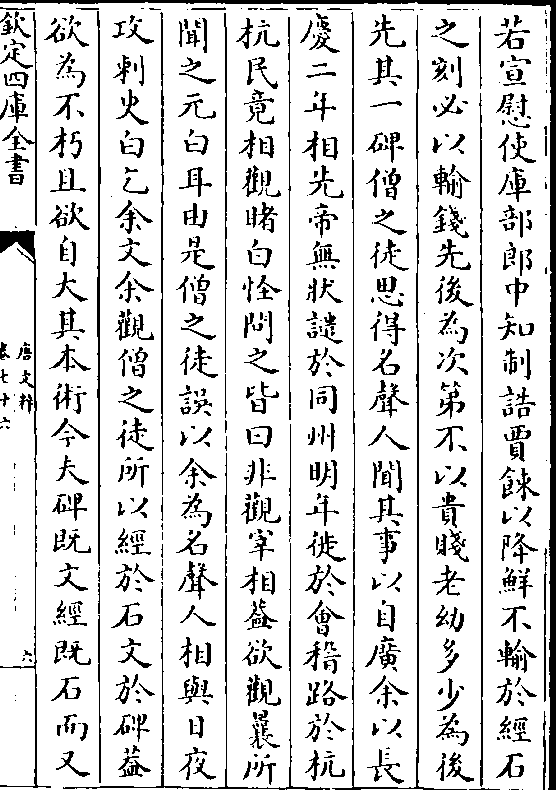 若宣慰使庫部郎中知制誥賈餗以降鮮不輸於經石
之刻必以輸錢先後為次第不以貴賤老幼多少為後
先其一碑僧之徒思得名聲人聞其事以自廣余以長
慶二年相先帝無狀譴於同州明年徙於會稽路於杭
杭民竟相觀睹白怪問之皆曰非觀宰相葢欲觀曩所
聞之元白耳由是僧之徒誤以余為名聲人相與日夜
攻刺史白乞余文余觀僧之徒所以經於石文於碑葢
欲為不朽且欲自大其本術今夫碑既文經既石而又
欽定四庫全書
唐文粹
卷七十六
六